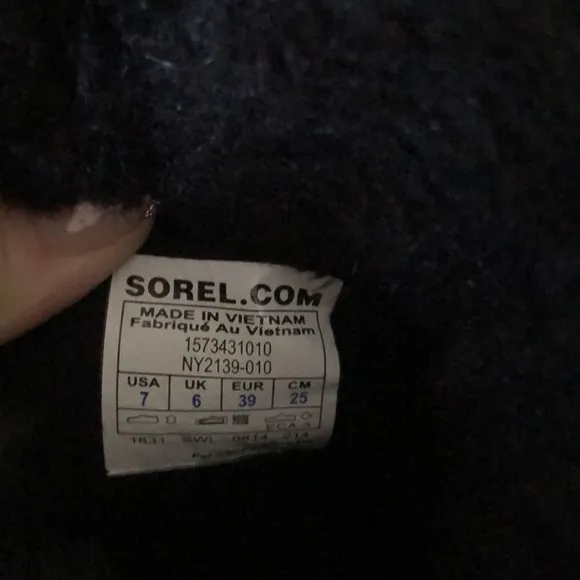 SOREL.COM
MADE IN VIETNAM
Fabriqué Au Vietnam
1573431010
NY2139-010
USA UK EUR CM
7 6 39 25